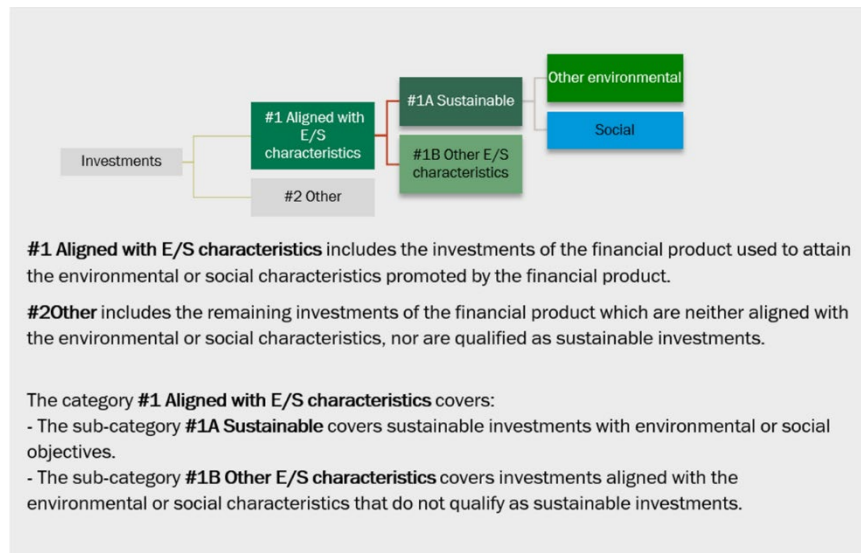 Other environmental
#1A Sustainable
#1 Aligned with
E/S
characteristics
Social
#1B Other E/S
characteristics
Investments
#2 Other
#1 Aligned with E/S characteristics includes the investments of the financial product used to attain
the environmental or social characteristics promoted by the financial product.
#2Other includes the remaining investments of the financial product which are neither aligned with
the environmental or social characteristics, nor are qualified as sustainable investments.
The category #1 Aligned with E/S characteristics covers:
- The sub-category #1A Sustainable covers sustainable investments with environmental or social
objectives.
- The sub-category #1B Other E/S characteristics covers investments aligned with the
environmental or social characteristics that do not qualify as sustainable investments.